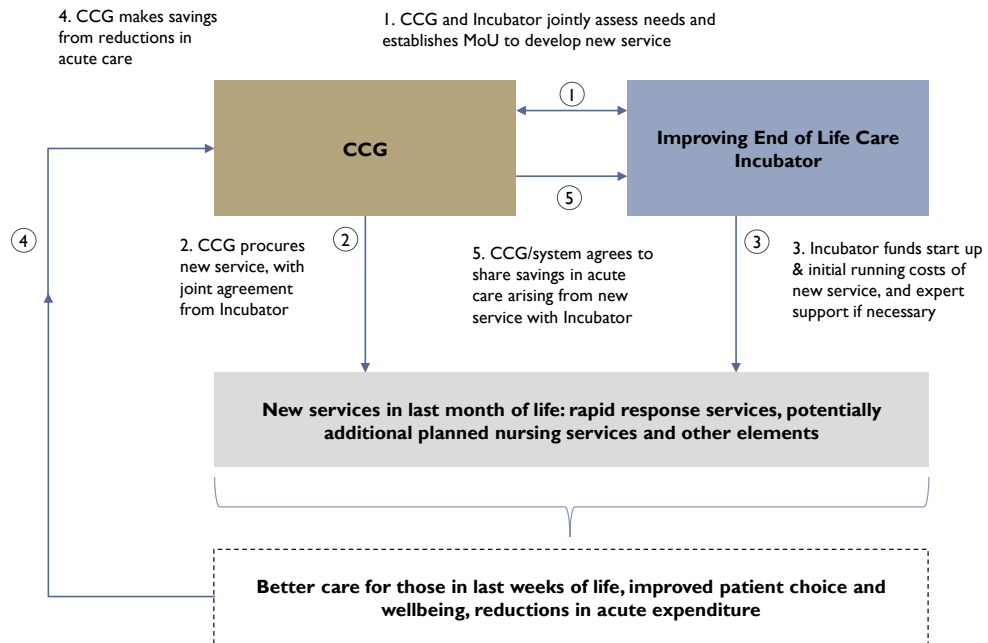 4. CCG makes savings
from reductions in
acute care
1. CCG and Incubator jointly assess needs and
establishes MoU to develop new service
CCG
1
Improving End of Life Care
Incubator
5
4
2. CCG procures
new service, with
joint agreement
from Incubator
2
5. CCG/system agrees to
share savings in acute
care arising from new
service with Incubator
3
3. Incubator funds start up
& initial running costs of
new service, and expert
support if necessary
New services in last month of life: rapid response services, potentially
additional planned nursing services and other elements
Better care for those in last weeks of life, improved patient choice and
wellbeing, reductions in acute expenditure